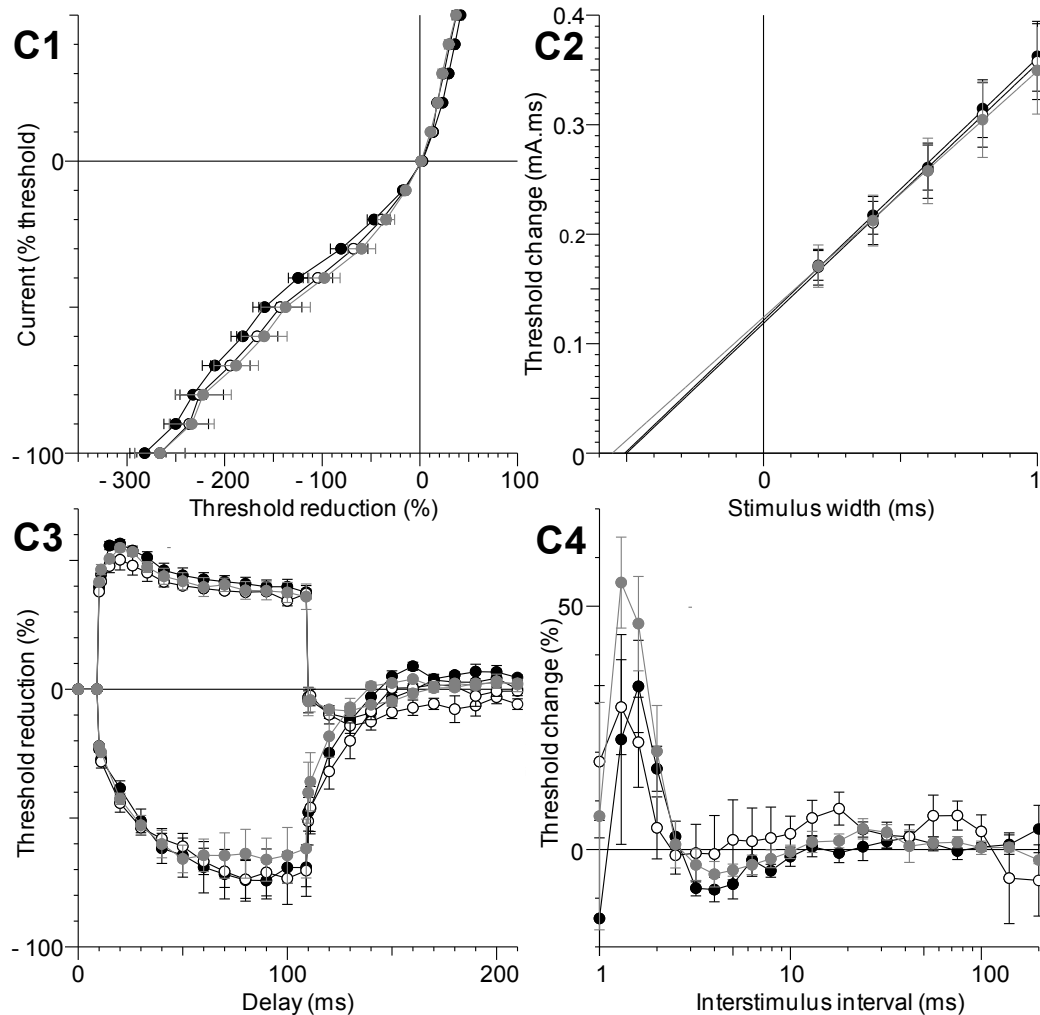 C1
Current (% threshold)
0
- 100
- 300
- 200
- 100
0
100
Threshold reduction (%)
C2
Threshold change (mA.ms)
0.4
0.3
0.2
0.1
0
0
1
Stimulus width (ms)
C3
Threshold reduction (%)
0
- 100
0
100
200
Delay (ms)
C4
Threshold change (%)
50
0
1
10
100
Interstimulus interval (ms)